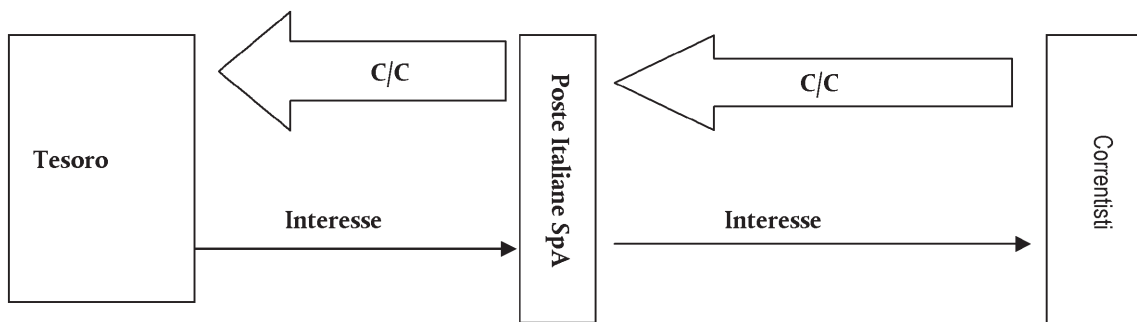 C/C
C/C
Tesoro
Poste Italiane SpA
Correntisti
Interesse
Interesse